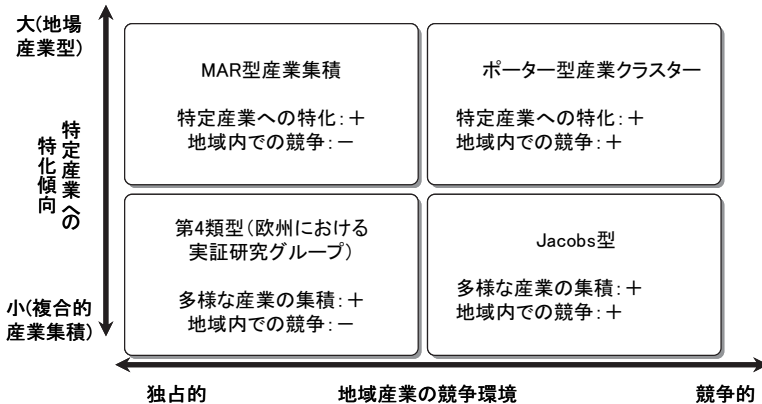 大(地場
産業型)
特定産業への
特化傾向
小(複合的
産業集積)
MAR型産業集積
特定産業への特化：＋
地域内での競争：－
ポーター型産業クラスター
特定産業への特化：＋
地域内での競争：＋
第4類型(欧州における
実証研究グループ)
多様な産業の集積：＋
地域内での競争：－
Jacobs型
多様な産業の集積：＋
地域内での競争：＋
独占的
地域産業の競争環境
競争的